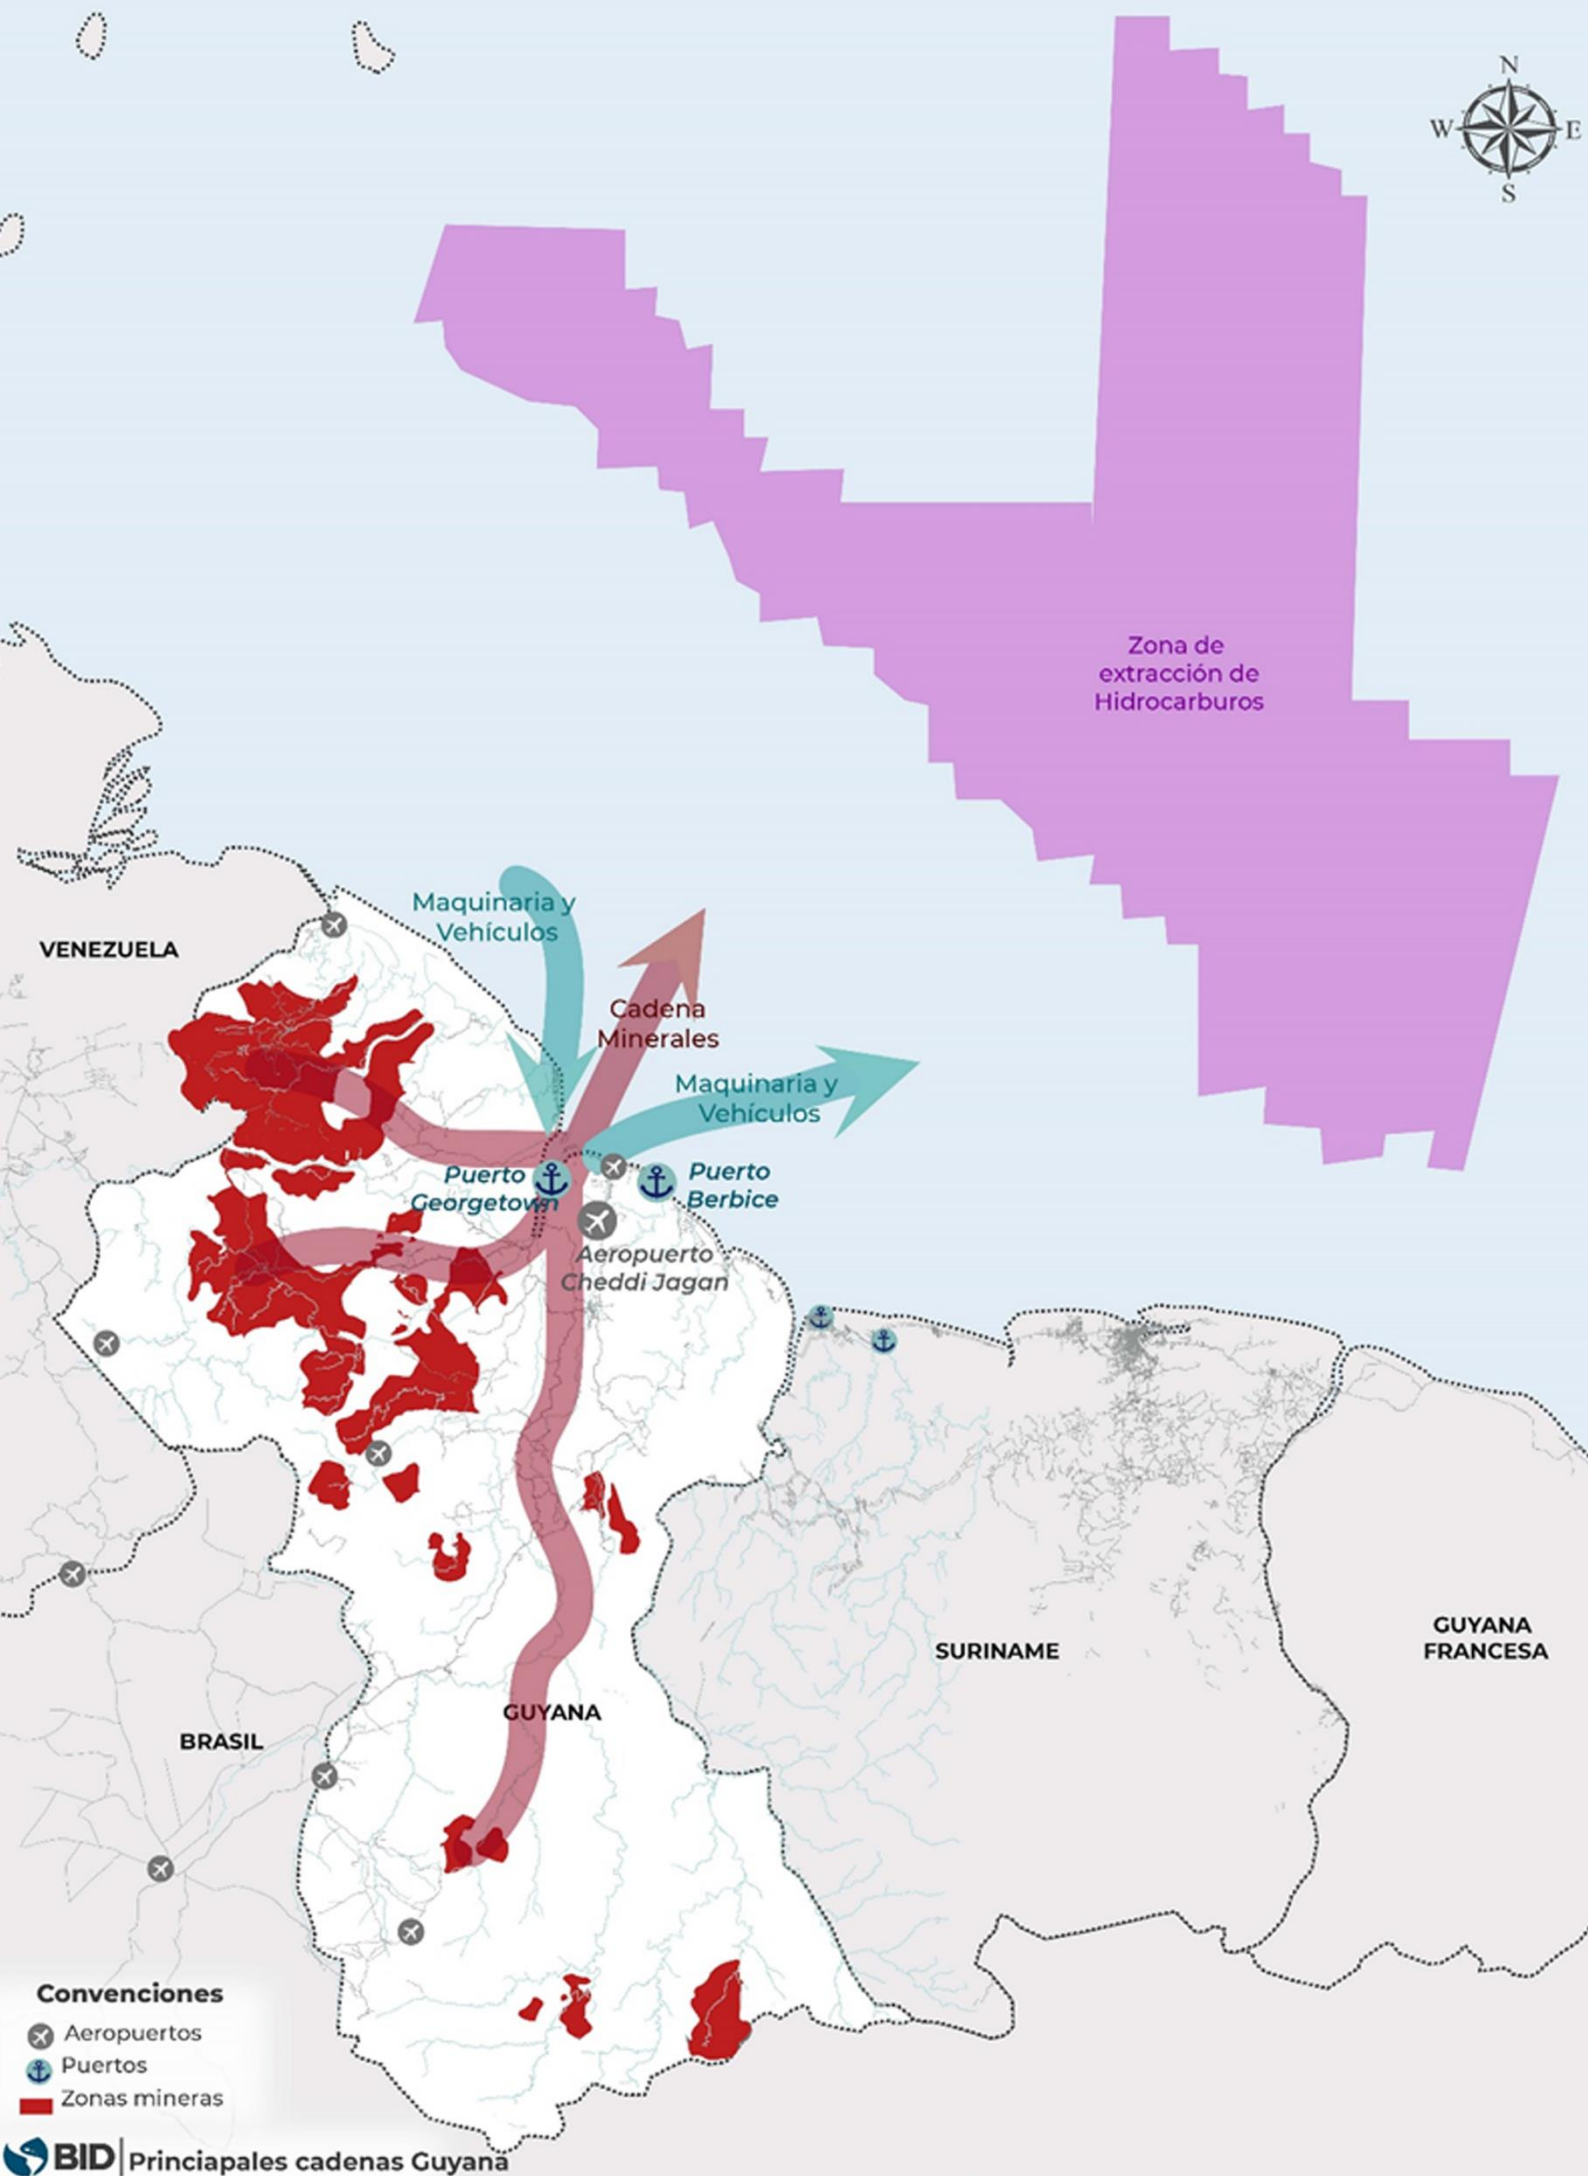 N
W
E
S
Zona de
extracción de
Hidrocarburos
Maquinaria y
Vehículos
VENEZUELA
Cadena
Minerales
Maquinaria y
Vehículos
Puerto
Georgetown
Puerto
Berbice
Aeropuerto
Cheddi Jagan
GUYANA
FRANCESA
SURINAME
GUYANA
BRASIL
Convenciones
Aeropuertos
Puertos
Zonas mineras
BID Princiapales cadenas Guyana